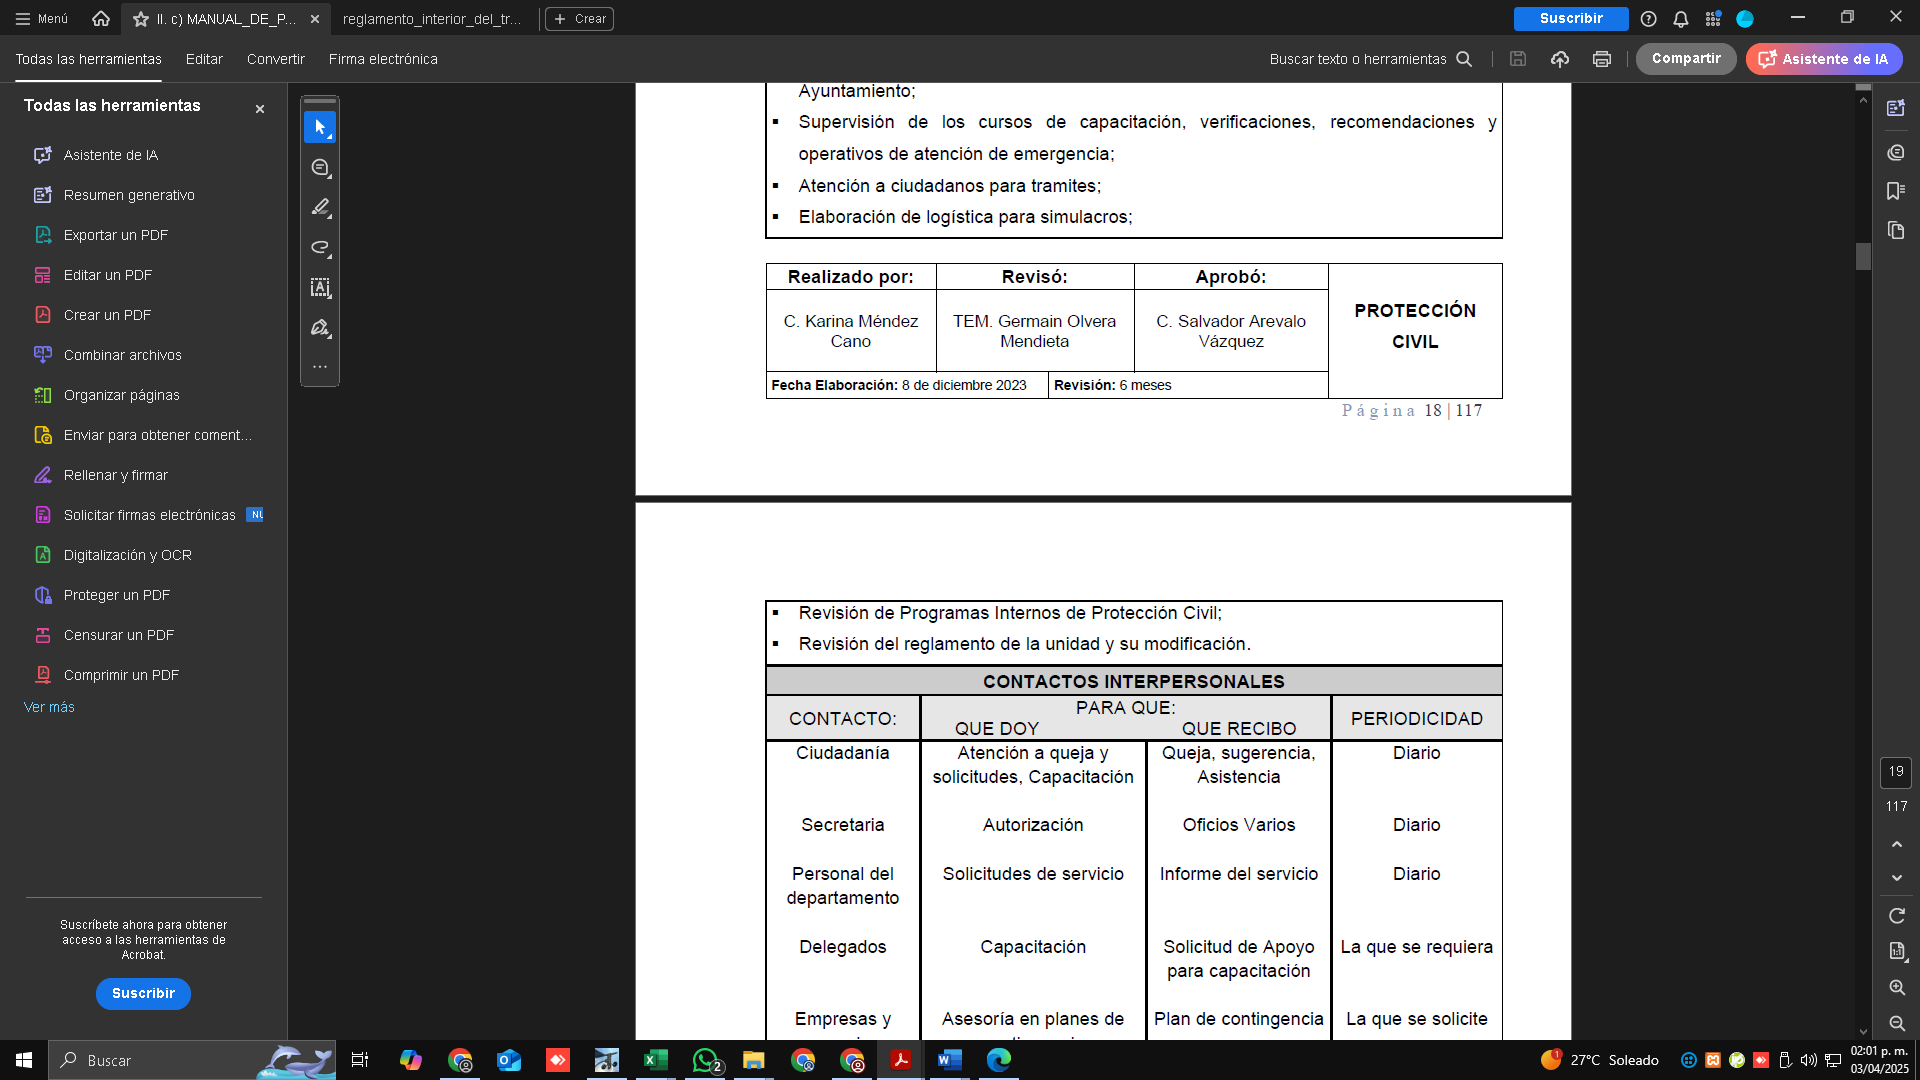 Menú
II. c) MANUAL_DE_P...
reglamento_interior_del_tr...
Crear
Suscribir
Todas las herramientas
Editar
Convertir
Firma electrónica
Buscar texto o herramientas
Compartir
Asistente de IA
Todas las herramientas
Asistente de IA
Resumen generativo
Exportar un PDF
Editar un PDF
Crear un PDF
Combinar archivos
Organizar páginas
Enviar para obtener coment...
Rellenar y firmar
Solicitar firmas electrónicas
Digitalización y OCR
Proteger un PDF
Censurar un PDF
Comprimir un PDF
Ver más
Suscríbete ahora para obtener
acceso a las herramientas de
Acrobat.
Suscribir
Ayuntamiento;
▪ Supervisión de los cursos de capacitación, verificaciones, recomendaciones y
operativos de atención de emergencia;
▪ Atención a ciudadanos para tramites;
▪ Elaboración de logística para simulacros;
Realizado por: Revisó: Aprobó:
PROTECCIÓN
CIVIL
C. Karina Méndez TEM. Germain Olvera C. Salvador Arevalo
Cano Mendieta Vázquez
Fecha Elaboración: 8 de diciembre 2023 Revisión: 6 meses
Página 18 | 117
▪ Revisión de Programas Internos de Protección Civil;
▪ Revisión del reglamento de la unidad y su modificación.
CONTACTOS INTERPERSONALES
CONTACTO: PARA QUE: PERIODICIDAD
QUE DOY QUE RECIBO
Ciudadanía Atención a queja y Queja, sugerencia, Diario
solicitudes, Capacitación Asistencia
Secretaria Autorización Oficios Varios Diario
Personal del Solicitudes de servicio Informe del servicio Diario
departamento
Delegados Capacitación Solicitud de Apoyo La que se requiera
para capacitación
Empresas y Asesoría en planes de Plan de contingencia La que se solicite
19
117
Buscar
2
1
27°C Soleado
02:01 p. m.
03/04/2025